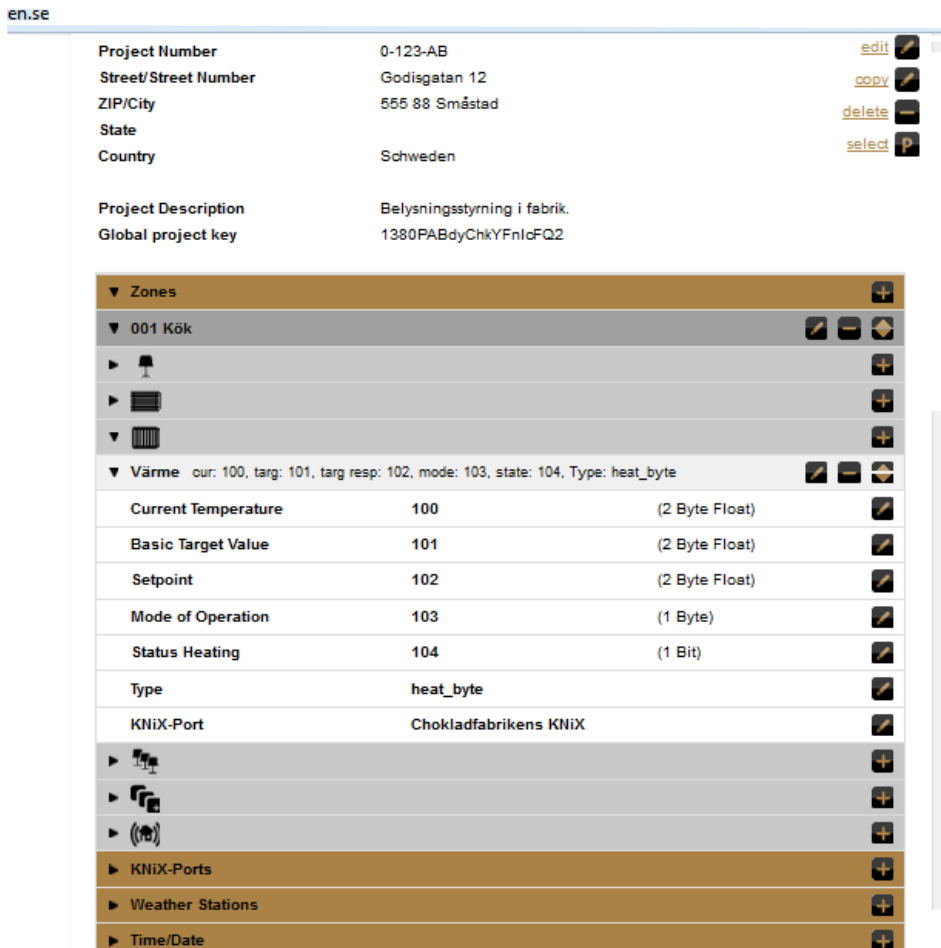 en.se
Project Number 0-123-AB edit
Street/Street Number Godisgatan 12
copy
ZIP/City 555 88 Småstad
delete
State
select P
Country Schweden
Project Description Belysningsstyrning i fabrik.
Global project key 1380PABdyChkYFnIcFQ2
Zones
001 Kök
Värme cur: 100, targ: 101, targ resp: 102, mode: 103, state: 104, Type: heat_byte
Current Temperature 100 (2 Byte Float)
Basic Target Value 101 (2 Byte Float)
Setpoint 102 (2 Byte Float)
Mode of Operation 103 (1 Byte)
Status Heating 104 (1 Bit)
Type heat_byte
KNiX-Port Chokladfabrikens KNiX
KNiX-Ports
Weather Stations
Time/Date